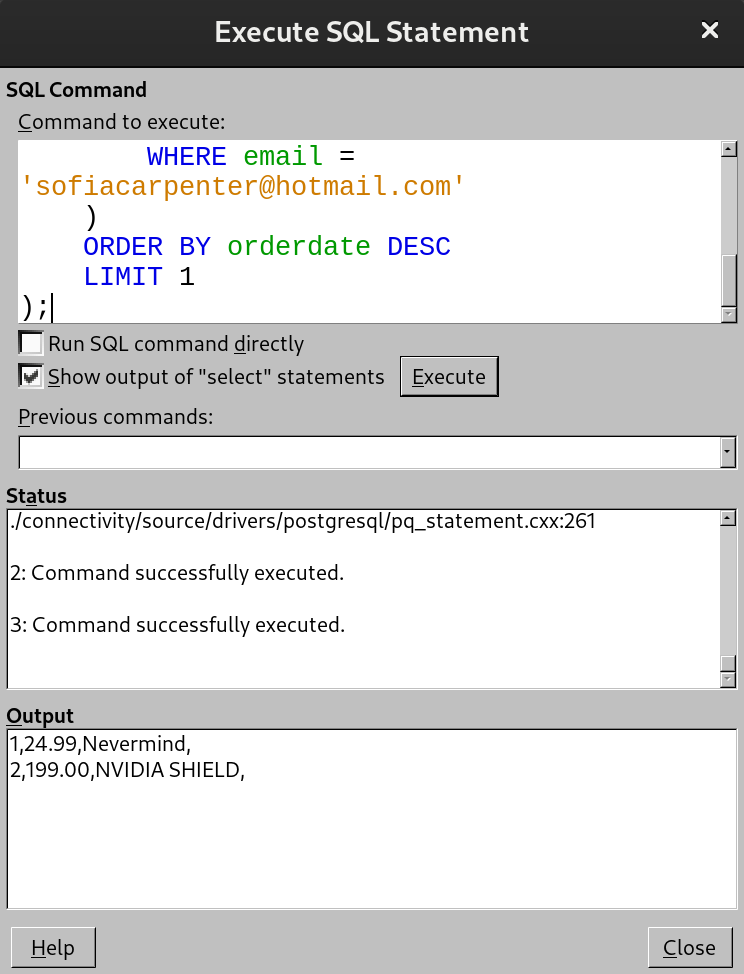 Execute SQL Statement
SQL Command
Command to execute:
WHERE email =
'sofiacarpenter@hotmail.com'
)
ORDER BY orderdate DESC
LIMIT 1
);
Run SQL command directly
Show output of "select" statements
Execute
Previous commands:
Status
./connectivity/source/drivers/postgresql/pq_statement.cxx:261
2: Command successfully executed.
3: Command successfully executed.
Output
1,24.99,Nevermind,
2,199.00,NVIDIA SHIELD,
Help
Close